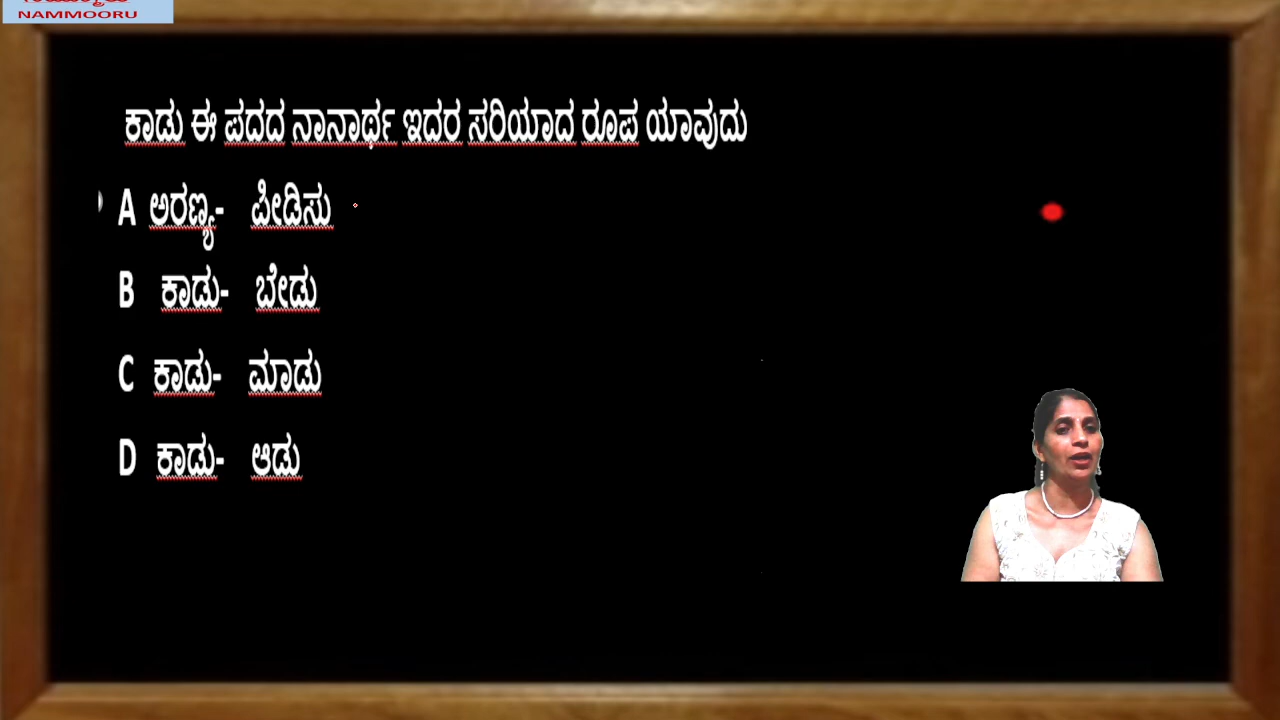 NAMMOORU
ಕಾಡು ಈ ಪದದ ನಾನಾರ್ಥ ಇದರ ಸರಿಯಾದ ರೂಪ ಯಾವುದು
A ಅರಣ್ಯ- ಪೀಡಿಸು
B ಕಾಡು- ಬೇಡು
C ಕಾಡು- ಮಾಡು
D ಕಾಡು- ಆಡು